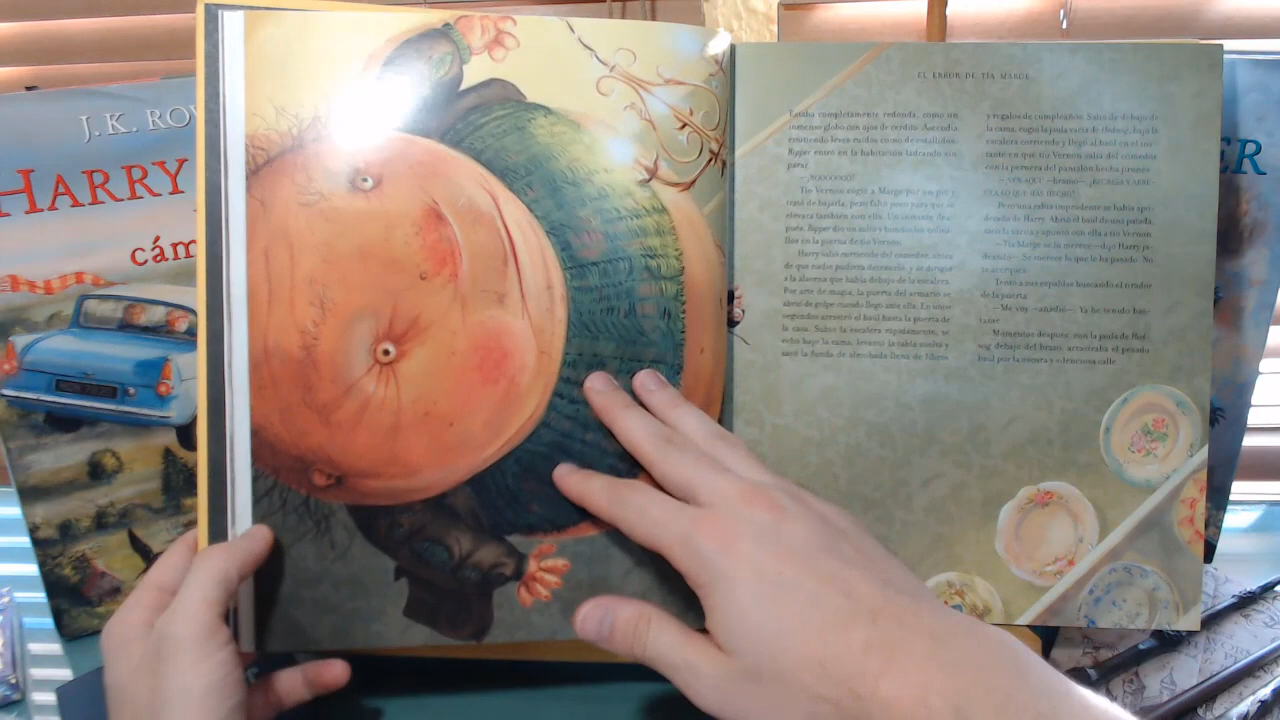 J.K. ROW
HARRY
cám
ER
EL ERROR DE TÍA MARGE
Estaba completamente redonda, como un
inmenso globo con ojos de cerdito. Ascendía
emitiendo leves ruidos como de estallidos.
Ripper entró en la habitación ladrando sin
parar.
—¡NOOOOOOO!
Tío Vernon cogió a Marge por un pie y
trató de bajarla, pero faltó poco para que se
elevara también con ella. Un instante des-
pués, Ripper dio un salto y hundió los colmi-
llos en la pierna de tío Vernon.
Harry salió corriendo del comedor, antes
de que nadie pudiera detenerlo, y se dirigió
a la alacena que había debajo de la escalera.
Por arte de magia, la puerta del armario se
abrió de golpe cuando llegó ante ella. En unos
segundos arrastró el baúl hasta la puerta de
la casa. Subió la escalera rápidamente, se
echó bajo la cama, levantó la tabla suelta y
sacó la funda de almohada llena de libros
y regalos de cumpleaños. Salió de debajo de
la cama, cogió la jaula vacía de Hedwig, bajó la
escalera corriendo y llegó al baúl en el ins-
tante en que tío Vernon salía del comedor
con la pernera del pantalón hecha jirones.
—¡VEN AQUÍ! —bramó—. ¡REGRESA Y ARRE-
GLA LO QUE HAS HECHO!
Pero una rabia imprudente se había apo-
derado de Harry. Abrió el baúl de una patada,
sacó la varita y apuntó con ella a tío Vernon.
—Tía Marge se lo merecía —dijo Harry ja-
deando—. Se merecía lo que le ha pasado. No
te acerques.
Tentó a sus espaldas buscando el tirador
de la puerta.
—Me voy —añadió—. Ya he tenido bas-
tante.
Momentos después, con la jaula de Hed-
wig debajo del brazo, arrastraba el pesado
baúl por la oscura y silenciosa calle.